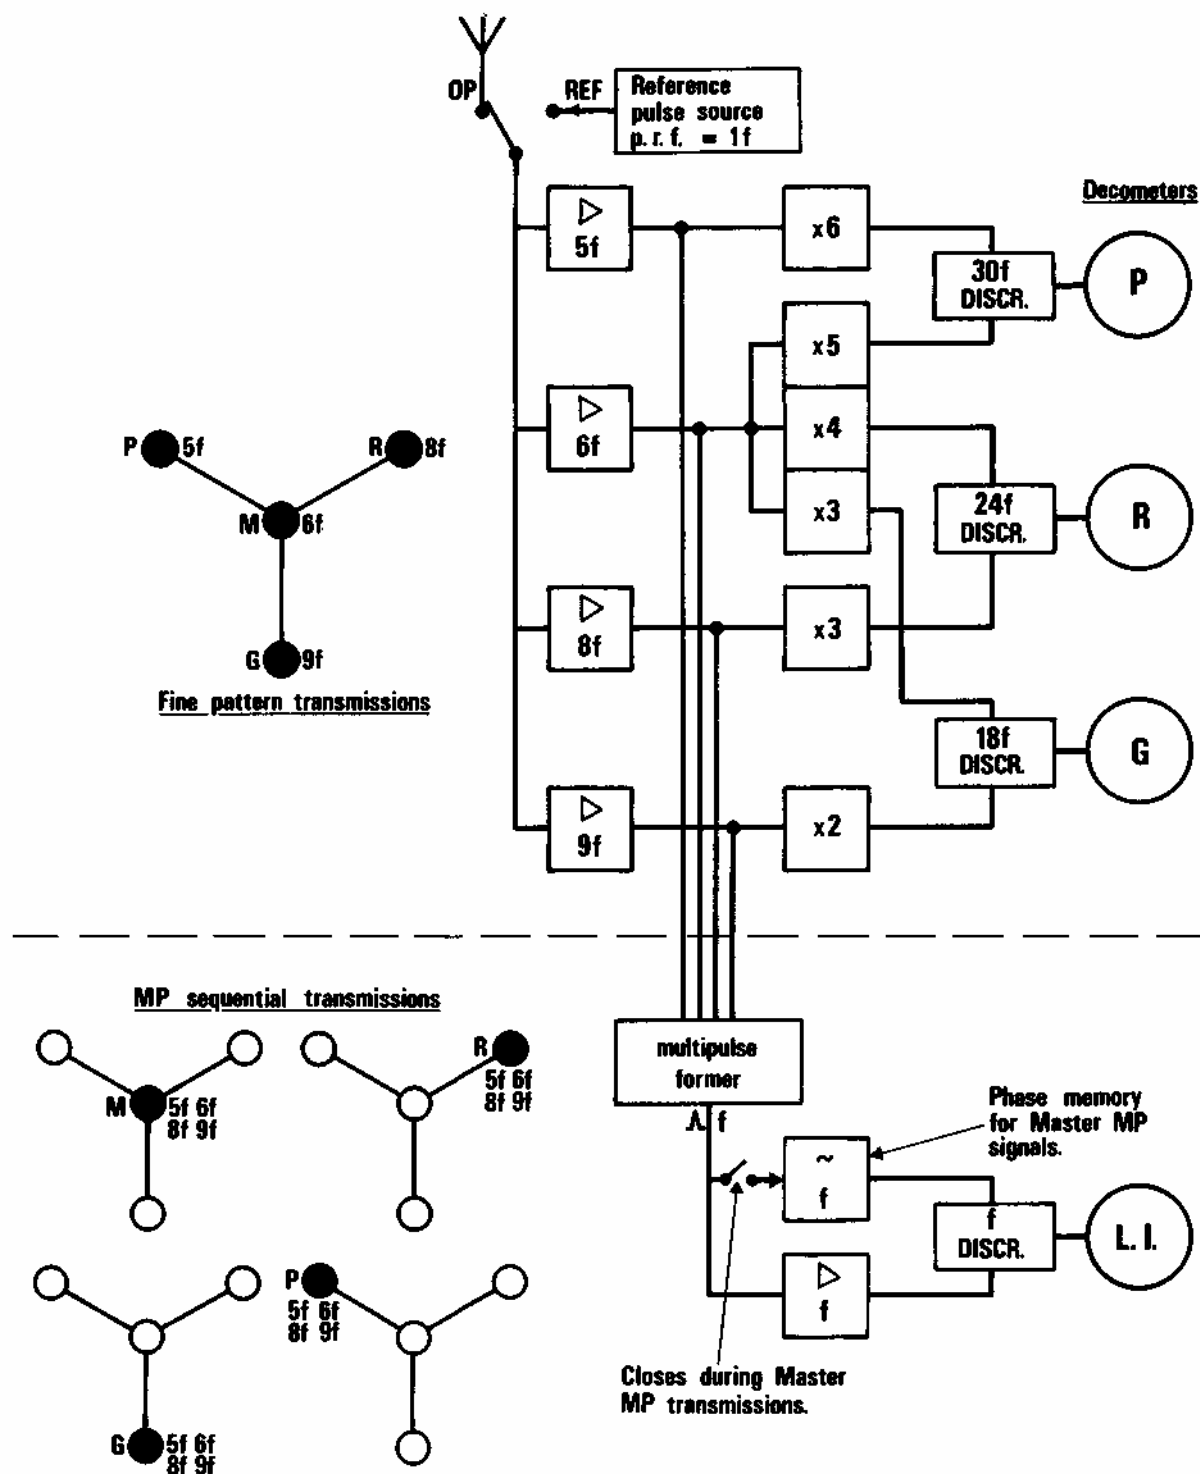 OP
REF
Reference
pulse source
p.r.f. = 1f
Decometers
5f
x6
30f
DISCR.
P
x5
6f
x4
x3
24f
DISCR.
R
P 5f
R 8f
M 6f
G 9f
Fine pattern transmissions
8f
x3
18f
DISCR.
G
9f
x2
MP sequential transmissions
M 5f 6f
8f 9f
R
5f 6f
8f 9f
G 5f 6f
8f 9f
P
5f 6f
8f 9f
multipulse
former
f
Phase memory
for Master MP
signals.
~
f
f
DISCR.
L.I.
f
Closes during Master
MP transmissions.